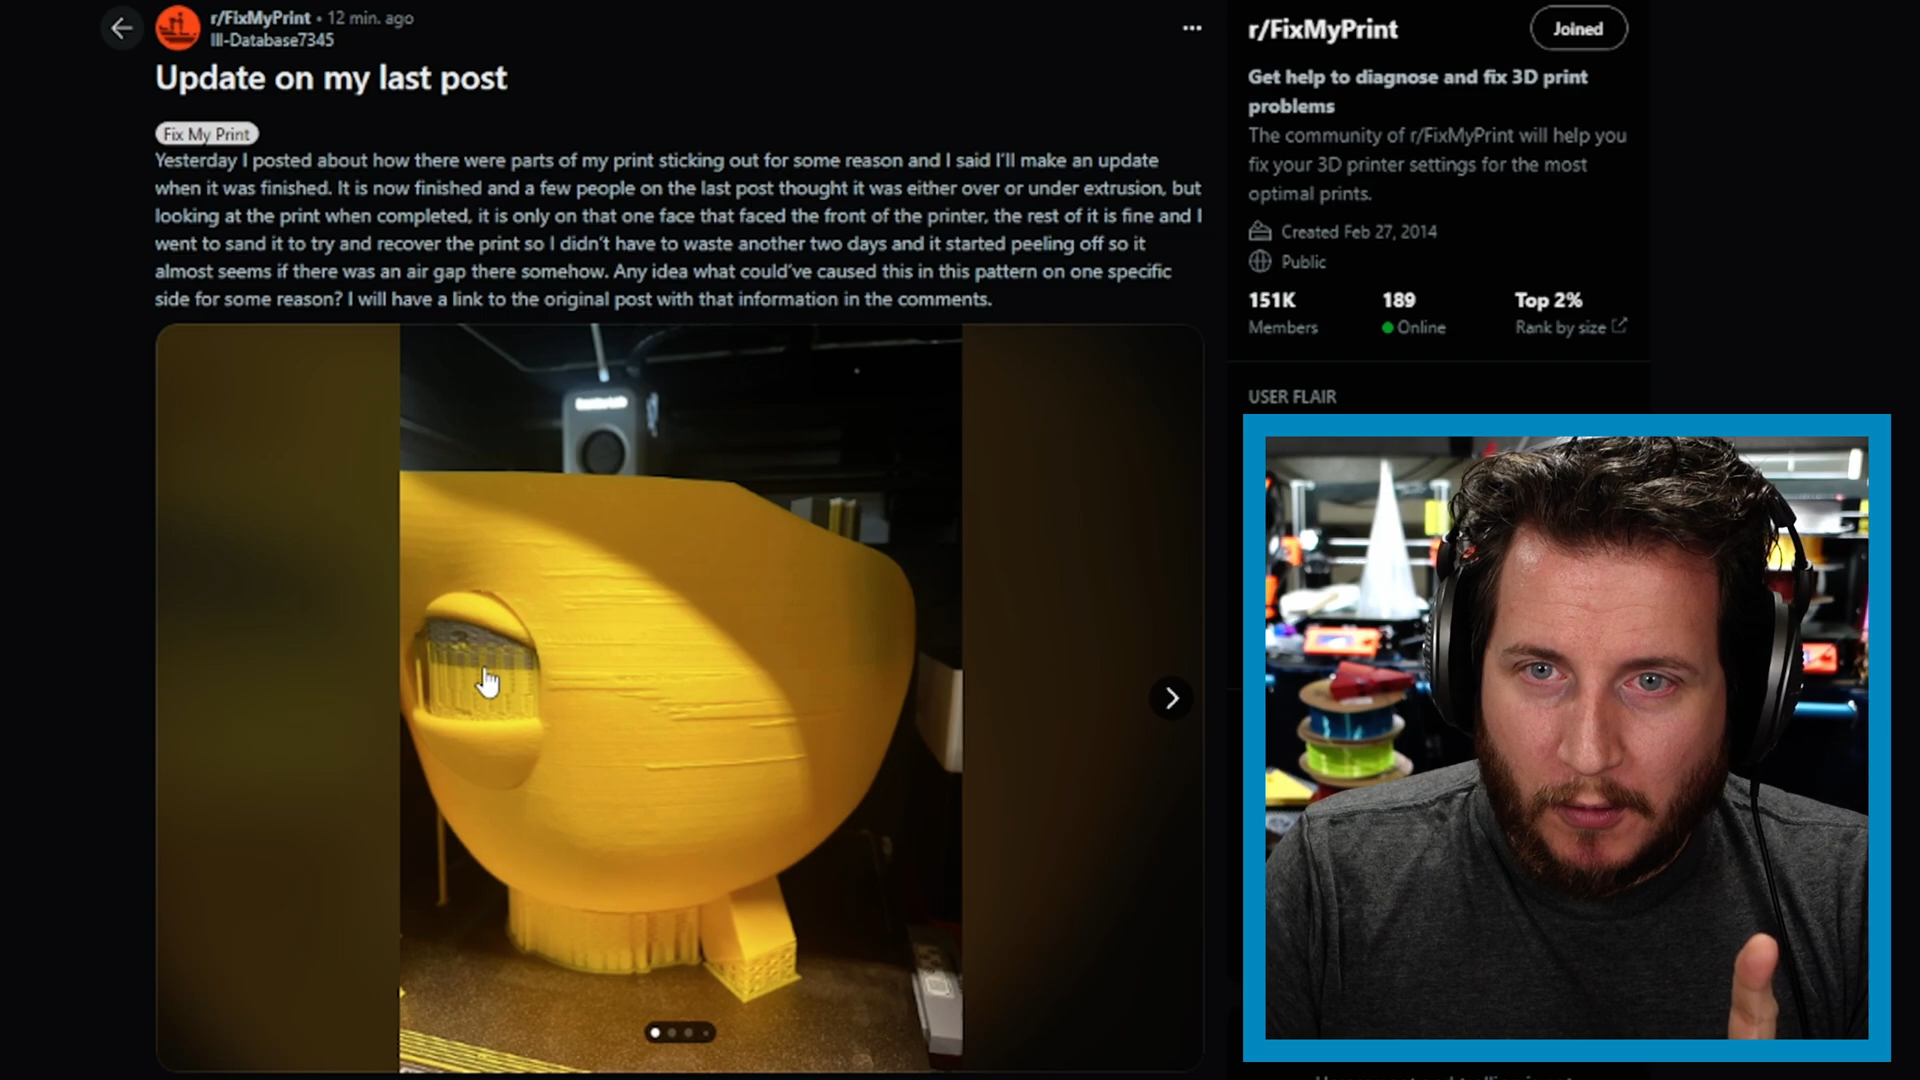 r/FixMyPrint • 12 min. ago
Ill-Database7345
Update on my last post
Fix My Print
Yesterday I posted about how there were parts of my print sticking out for some reason and I said I'll make an update
when it was finished. It is now finished and a few people on the last post thought it was either over or under extrusion, but
looking at the print when completed, it is only on that one face that faced the front of the printer, the rest of it is fine and I
went to sand it to try and recover the print so I didn't have to waste another two days and it started peeling off so it
almost seems if there was an air gap there somehow. Any idea what could've caused this in this pattern on one specific
side for some reason? I will have a link to the original post with that information in the comments.
r/FixMyPrint
Joined
Get help to diagnose and fix 3D print
problems
The community of r/FixMyPrint will help you
fix your 3D printer settings for the most
optimal prints.
Created Feb 27, 2014
Public
151K 189 Top 2%
Members Online Rank by size
USER FLAIR